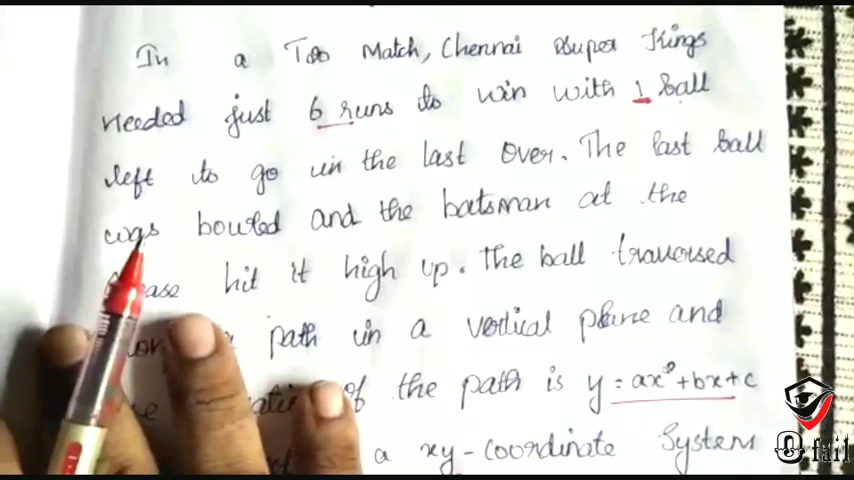 In a T20 Match, Chennai Super Kings
needed just 6 runs to win with 1 ball
left to go in the last over. The last ball
was bowled and the batsman at the
hit it high up. The ball traversed
path in a vertical plane and
of the path is y = ax² + bx + c
a xy-coordinate System
0 fail